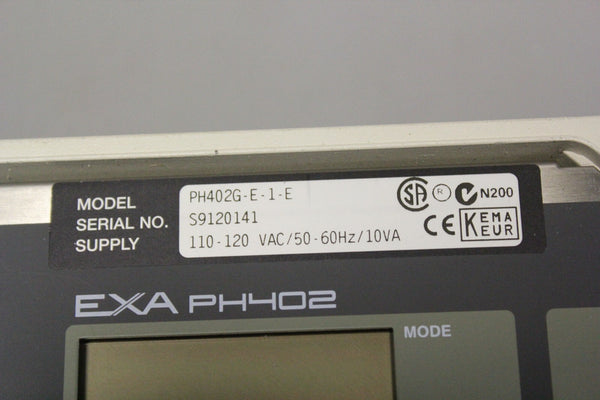 MODEL PH402G-E-1-E
SERIAL NO. S9120141
SUPPLY 110-120 VAC/50-60Hz/10VA
SA ® N200
CE KEMA KEUR
EXA PH402
MODE